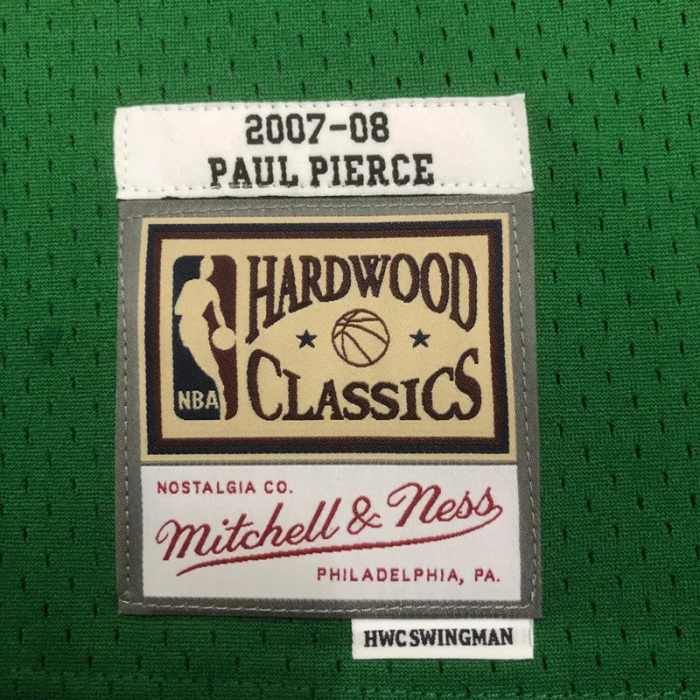 2007-08
PAUL PIERCE
HARDWOOD
NBA
CLASSICS
NOSTALGIA CO.
Mitchell & Ness
PHILADELPHIA, PA.
HWC SWINGMAN